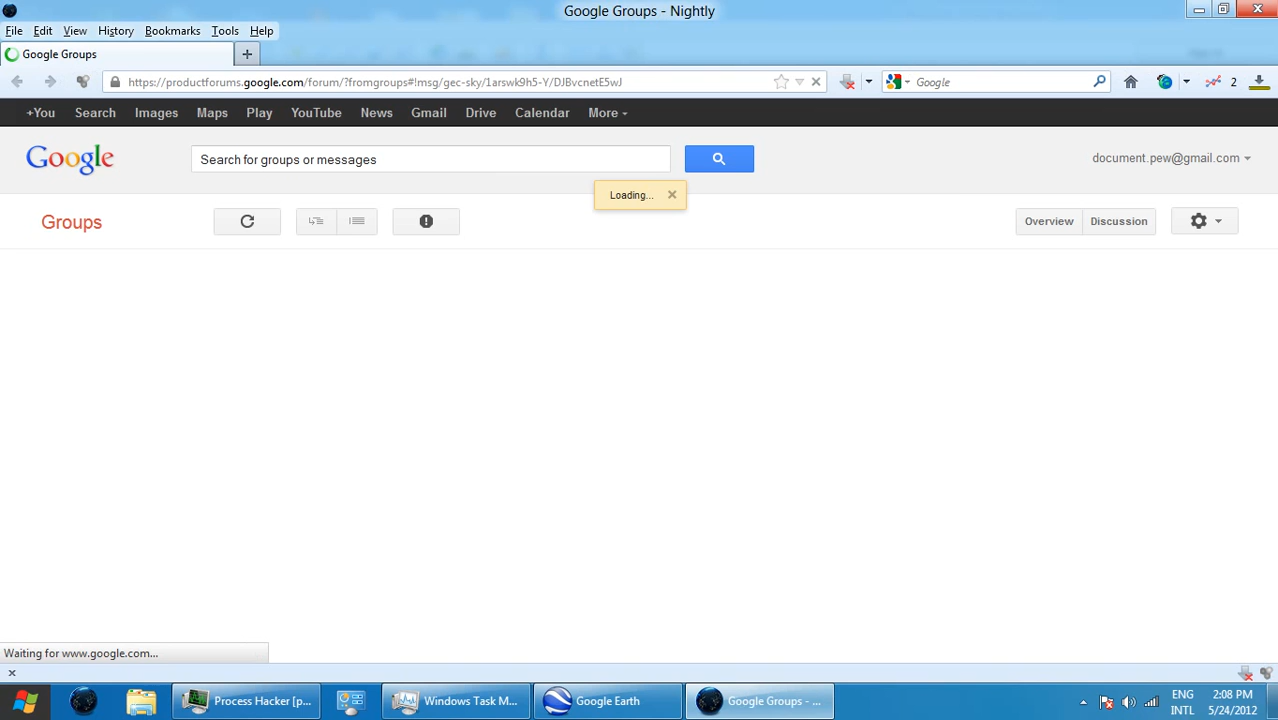 Google Groups - Nightly
File Edit View History Bookmarks Tools Help
Google Groups
https://productforums.google.com/forum/?fromgroups#!msg/gec-sky/1arswk9h5-Y/DJBvcnetE5wJ
Google
2
+You Search Images Maps Play YouTube News Gmail Drive Calendar More
Google
Search for groups or messages
document.pew@gmail.com
Loading...
Groups
Overview Discussion
Waiting for www.google.com...
Process Hacker [p... Windows Task M... Google Earth Google Groups - ...
ENG 2:08 PM
INTL 5/24/2012